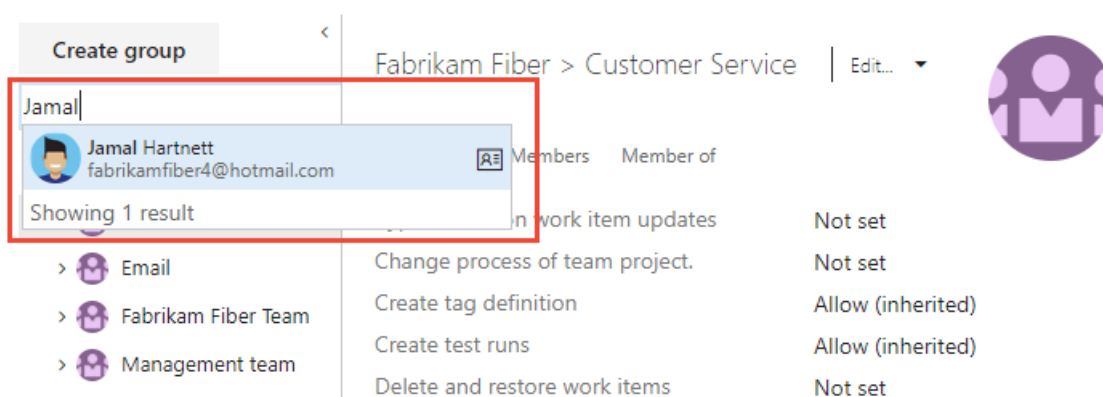 Create group
Fabrikam Fiber > Customer Service
Edit...
Jamal
Jamal Hartnett
fabrikamfiber4@hotmail.com
Showing 1 result
Members
Member of
work item updates Not set
Email
Change process of team project. Not set
Create tag definition Allow (inherited)
Fabrikam Fiber Team
Create test runs Allow (inherited)
Management team
Delete and restore work items Not set